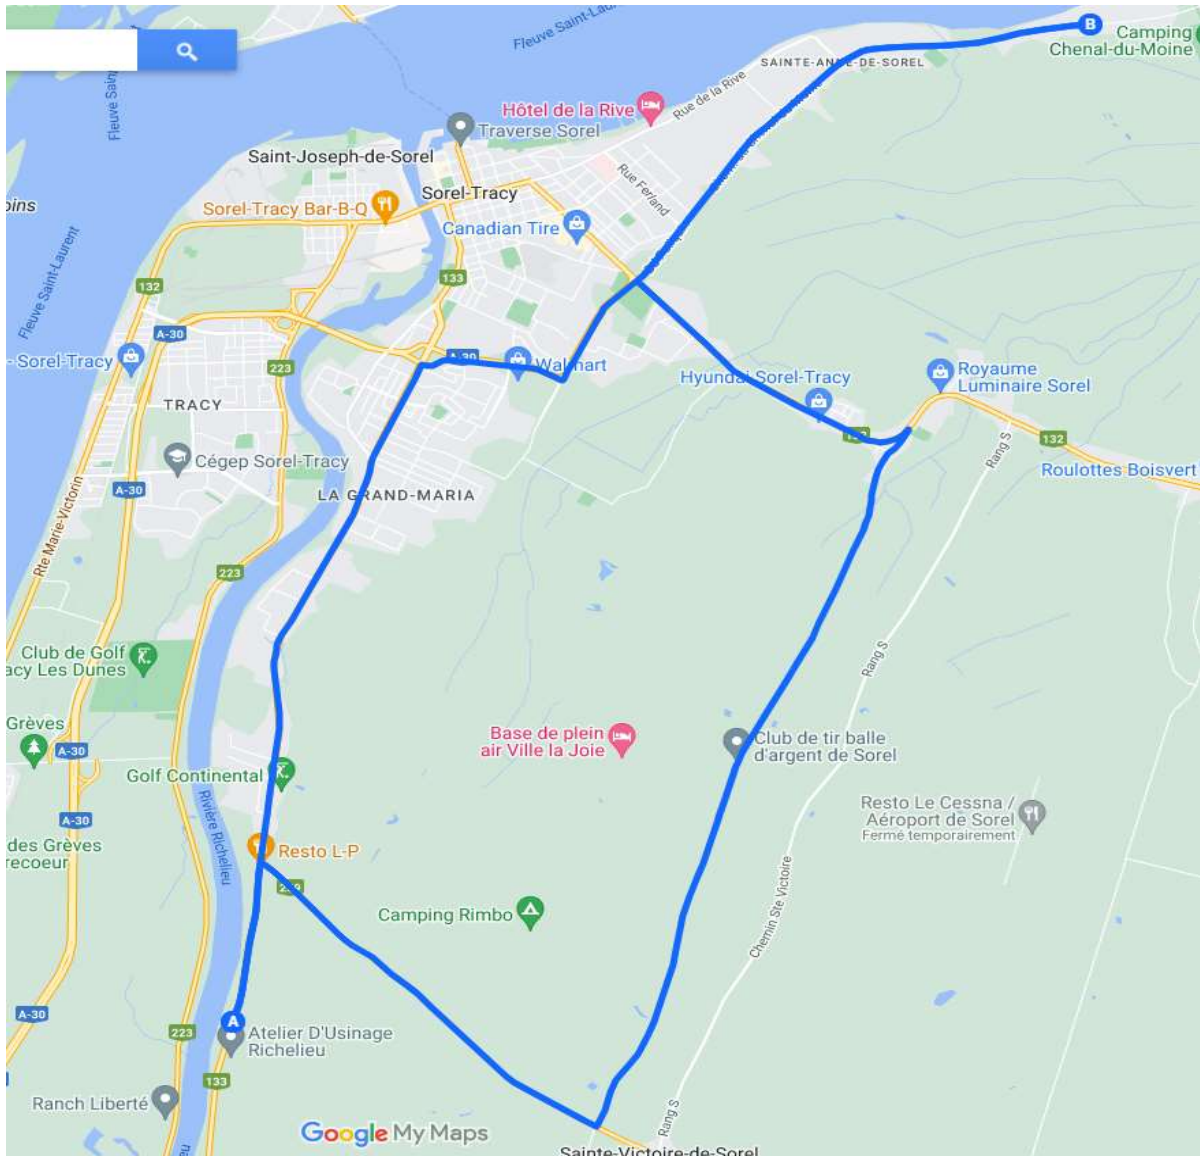 Fleuve Saint-Laurent
B
Camping
Chenal-du-Moine
SAINTE-ANNE-DE-SOREL
Hôtel de la Rive
Rue de la Rive
Traverse Sorel
Saint-Joseph-de-Sorel
Rue Ferland
Sorel-Tracy
Sorel-Tracy Bar-B-Q
Canadian Tire
Fleuve Saint-Laurent
132
133
A-30
A-30
Walmart
Sorel-Tracy
223
Hyundai Sorel-Tracy
Royaume
Luminaire Sorel
TRACY
132
Rang S
132
Cégep Sorel-Tracy
Roulottes Boisvert
A-30
LA GRAND-MARIA
Rte Marie-Victorin
223
Club de Golf
acy Les Dunes
Rang S
Grèves
A-30
Base de plein
air Ville la Joie
Club de tir balle
d'argent de Sorel
Golf Continental
Rivière Richelieu
A-30
Resto Le Cessna /
Aéroport de Sorel
Fermé temporairement
des Grèves
recoeur
Resto L-P
Camping Rimbo
Chemin Ste Victoire
A-30
A
223
Atelier D'Usinage
Richelieu
133
Ranch Liberté
Google My Maps
Rang S
Sainte-Victoire-de-Sorel